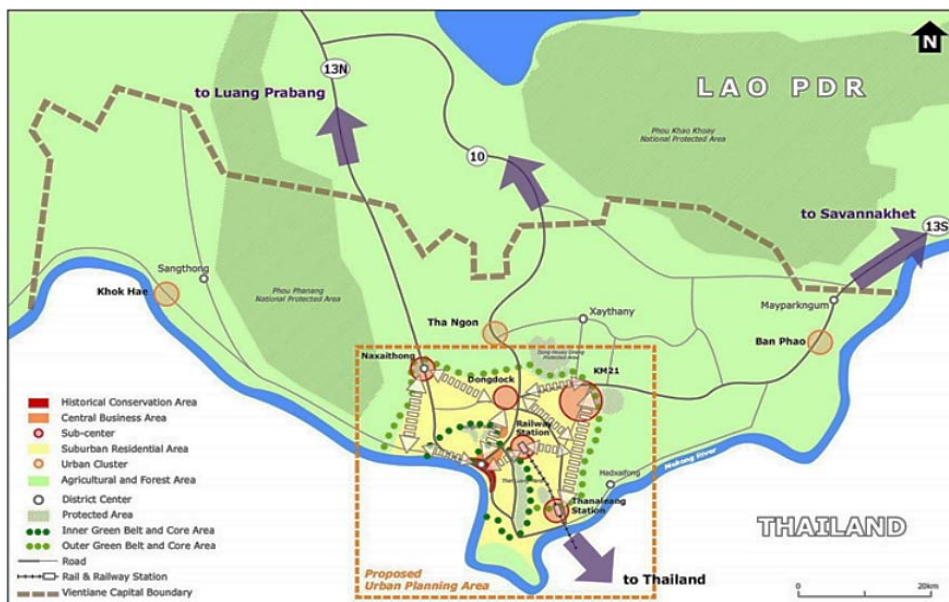 N
13N
LAO PDR
to Luang Prabang
Phou Khao Khoay
National Protected Area
10
to Savannakhet
13S
Sangthong
Khok Hae
Phou Phanang
National Protected Area
Mayparkngum
Tha Ngon
Xaythany
Ban Phao
Naxaithong
KM21
Dongdock
Railway
Station
Historical Conservation Area
Central Business Area
Sub-center
Suburban Residential Area
Urban Cluster
Agricultural and Forest Area
District Center
Protected Area
Inner Green Belt and Core Area
Outer Green Belt and Core Area
Road
Rail & Railway Station
Vientiane Capital Boundary
Mekong River
Hadxaifong
Thanaleang
Station
THAILAND
Proposed
Urban Planning Area
to Thailand
0
10km